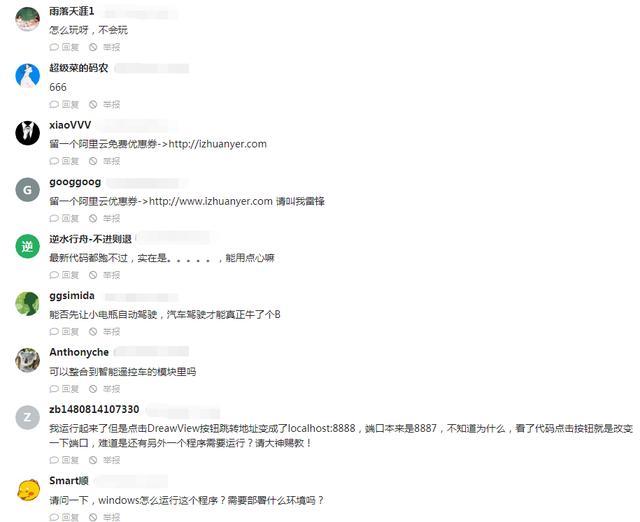 雨落天涯1
怎么玩呀，不会玩
回复 举报
超级菜的码农
666
回复 举报
xiaoVVV
留一个阿里云免费优惠券->http://izhuanyer.com
回复 举报
G
googgoog
留一个阿里云优惠券->http://www.izhuanyer.com 请叫我雷锋
回复 举报
逆
逆水行舟-不进则退
最新代码都跑不过，实在是。。。。。，能用点心嘛
回复 举报
ggsimida
能否先让小电瓶自动驾驶，汽车驾驶才能真正牛了个B
回复 举报
Anthonyche
可以整合到智能遥控车的模块里吗
回复 举报
Z
zb1480814107330
我运行起来了但是点击DreawView按钮跳转地址变成了localhost:8888，端口本来是8887，不知道为什么，看了代码点击按钮就是改变
一下端口，难道是还有另外一个程序需要运行？请大神赐教！
回复 举报
Smart顺
请问一下，windows怎么运行这个程序？需要部署什么环境吗？
回复 举报